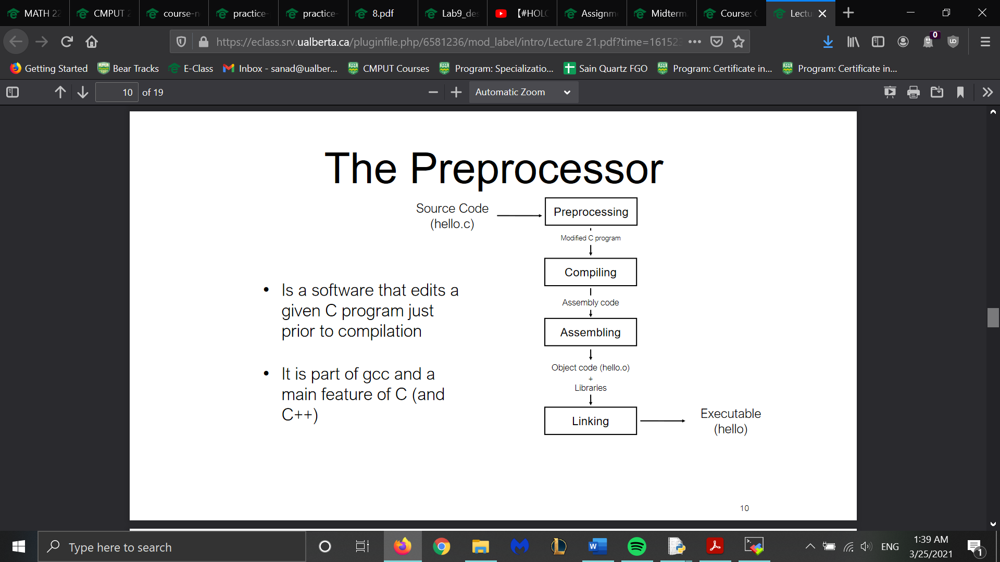 MATH 22
CMPUT 2
course-n
practice-
practice-
8.pdf
Lab9_des
【#HOLO
Assignm
Midterm
Course: C
Lectu
https://eclass.srv.ualberta.ca/pluginfile.php/6581236/mod_label/intro/Lecture 21.pdf?time=161523
0
Getting Started
Bear Tracks
E-Class
Inbox - sanad@ualber...
CMPUT Courses
Program: Specializatio...
Sain Quartz FGO
Program: Certificate in...
Program: Certificate in...
10 of 19
Automatic Zoom
The Preprocessor
Source Code
(hello.c)
Preprocessing
Modified C program
Compiling
Assembly code
Assembling
Object code (hello.o)
+
Libraries
Linking
Executable
(hello)
• Is a software that edits a
given C program just
prior to compilation
• It is part of gcc and a
main feature of C (and
C++)
10
Type here to search
ENG
1:39 AM
3/25/2021
1